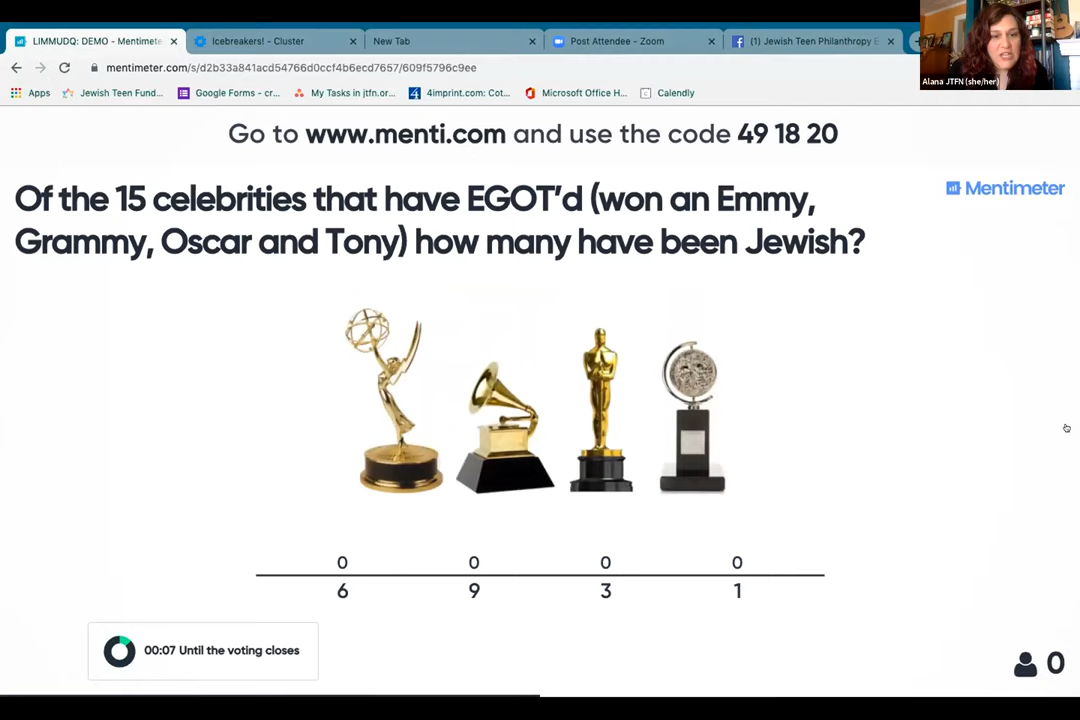 LIMMUDQ: DEMO - Mentimete
Icebreakers! - Cluster
New Tab
Post Attendee - Zoom
(1) Jewish Teen Philanthropy E
mentimeter.com/s/d2b33a841acd54766d0ccf4b6ecd7657/609f5796c9ee
Apps
Jewish Teen Fund...
Google Forms - cr...
My Tasks in jtfn.or...
4imprint.com: Cot...
Microsoft Office H...
Calendly
Alana JTFN (she/her)
Go to www.menti.com and use the code 49 18 20
Mentimeter
Of the 15 celebrities that have EGOT'd (won an Emmy,
Grammy, Oscar and Tony) how many have been Jewish?
0 0 0 0
6 9 3 1
00:07 Until the voting closes
0